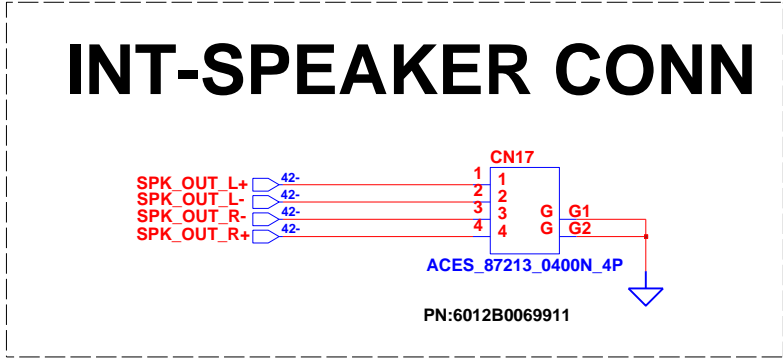 INT-SPEAKER CONN
CN17
SPK_OUT_L+ 42- 1 1
SPK_OUT_L- 42- 2 2
SPK_OUT_R- 42- 3 3 G G1
SPK_OUT_R+ 42- 4 4 G G2
ACES_87213_0400N_4P
PN:6012B0069911